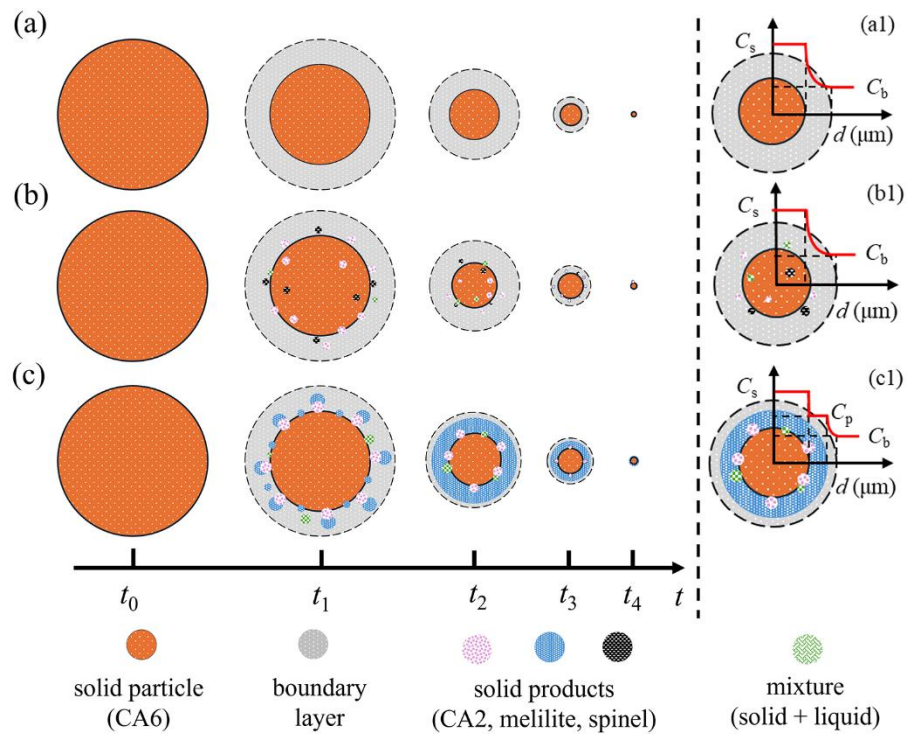 (a)
(a1)
Cs
Cb
d (μm)
(b)
(b1)
Cs
Cb
d (μm)
(c)
(c1)
Cs
Cp
Cb
d (μm)
t0
t1
t2
t3
t4
t
solid particle
(CA6)
boundary
layer
solid products
(CA2, melilite, spinel)
mixture
(solid + liquid)